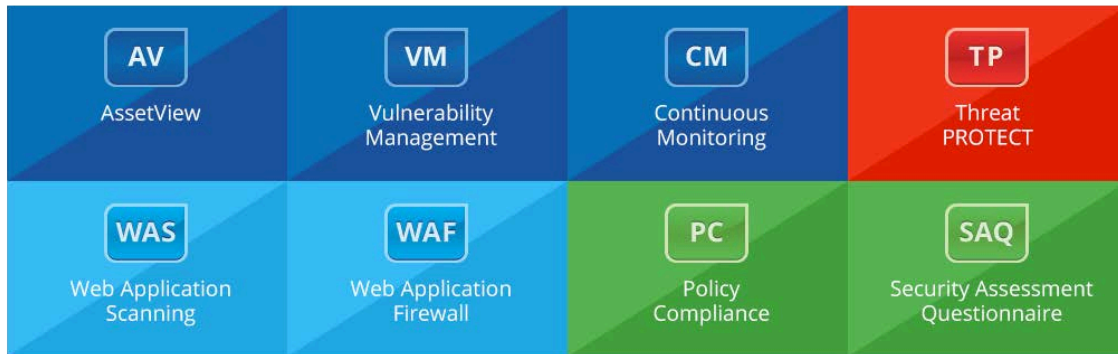 AV
AssetView
VM
Vulnerability
Management
CM
Continuous
Monitoring
TP
Threat
PROTECT
WAS
Web Application
Scanning
WAF
Web Application
Firewall
PC
Policy
Compliance
SAQ
Security Assessment
Questionnaire